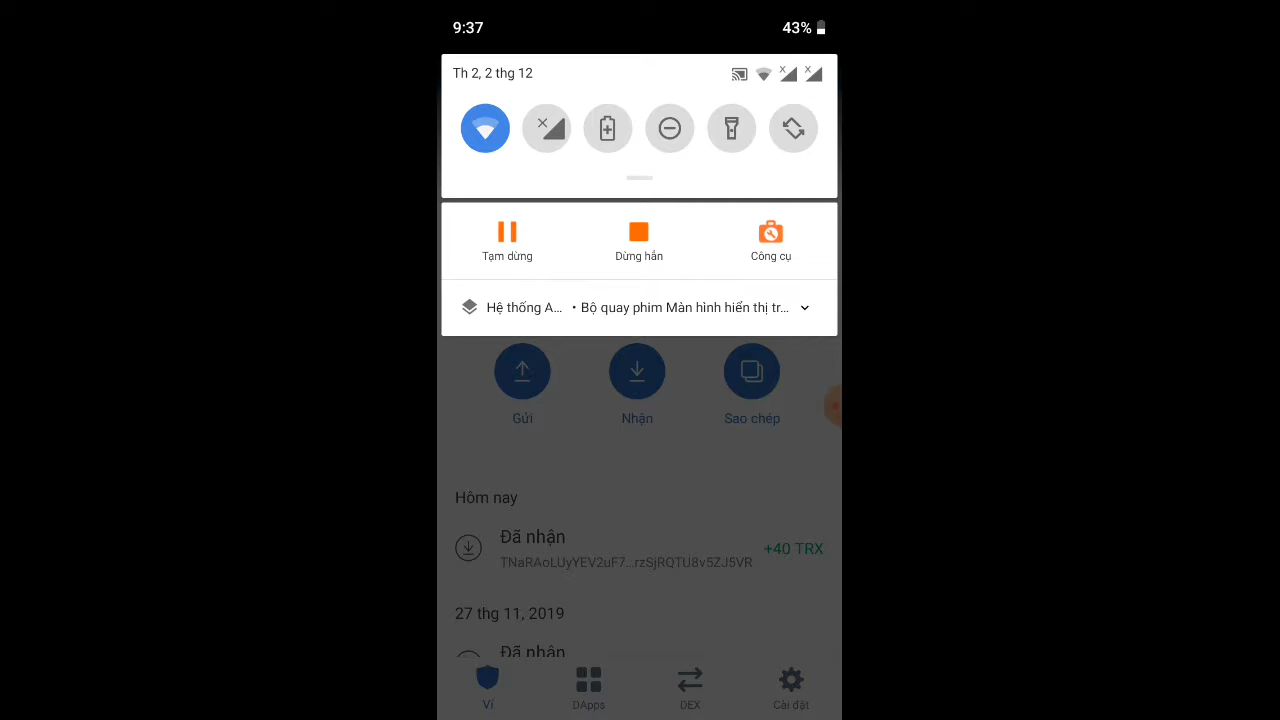 9:37 43%
Th 2, 2 thg 12
Tạm dừng Dừng hẳn Công cụ
Hệ thống A... • Bộ quay phim Màn hình hiển thị tr...
Gửi Nhận Sao chép
Hôm nay
Đã nhận
+40 TRX
TNaRAoLUyYEV2uF7...rzSjRQTU8v5ZJ5VR
27 thg 11, 2019
Đã nhận
Ví DApps DEX Cài đặt